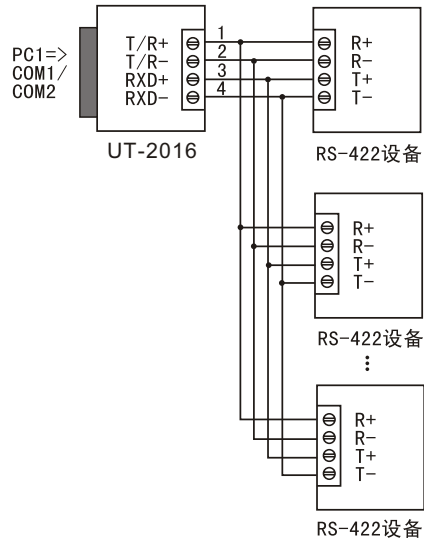 PC1=>
COM1/
COM2
T/R+
T/R-
RXD+
RXD-
1
2
3
4
UT-2016
R+
R-
T+
T-
RS-422设备
R+
R-
T+
T-
RS-422设备
R+
R-
T+
T-
RS-422设备